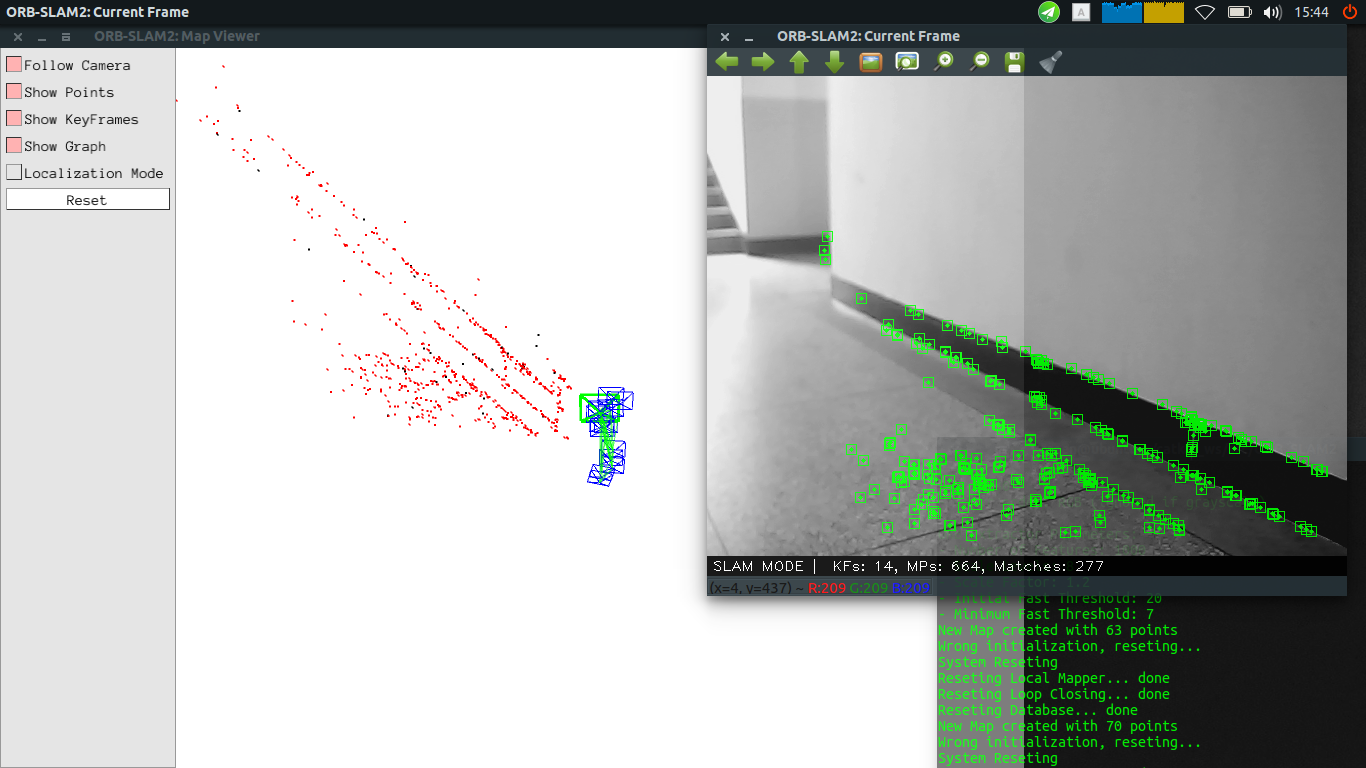 ORB-SLAM2: Current Frame
A
15:44
ORB-SLAM2: Map Viewer
Follow Camera
Show Points
Show KeyFrames
Show Graph
Localization Mode
Reset
ORB-SLAM2: Current Frame
SLAM MODE | KFs: 14, MPs: 664, Matches: 277
(x=4, y=437) ~ R:209 G:209 B:209
1.2
- Initial Fast Threshold: 20
- Minimum Fast Threshold: 7
New Map created with 63 points
Wrong initialization, reseting...
System Reseting
Reseting Local Mapper... done
Reseting Loop Closing... done
Reseting Database... done
New Map created with 70 points
Wrong initialization, reseting...
System Reseting